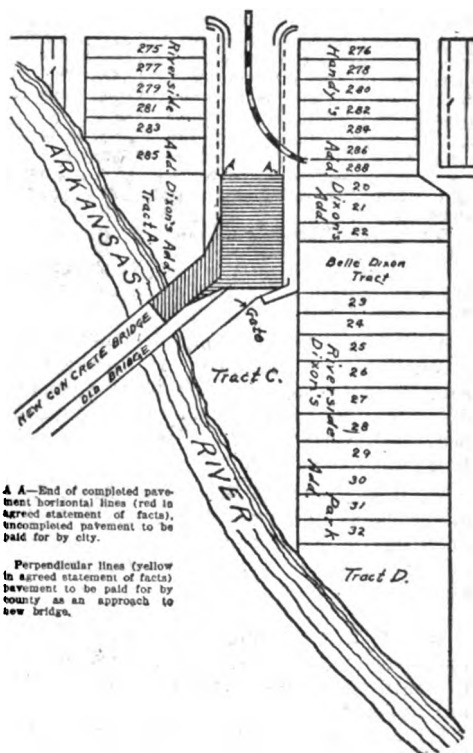 275
277
279
281
283
285
Riverside Add.
Dixon's Add
Tract A.
A A
276
278
280
282
284
286
288
Handy's Add
20
21
22
Dixon's Add.
Belle Dixon
Tract
23
24
25
26
27
28
29
30
31
32
Riverside Park
Dixon's Add.
ARKANSAS
RIVER
NEW CONCRETE BRIDGE
OLD BRIDGE
Gate
Tract C.
Tract D.
A A—End of completed pave-
ment horizontal lines (red in
agreed statement of facts),
uncompleted pavement to be
paid for by city.
Perpendicular lines (yellow
in agreed statement of facts)
pavement to be paid for by
county as an approach to
new bridge.